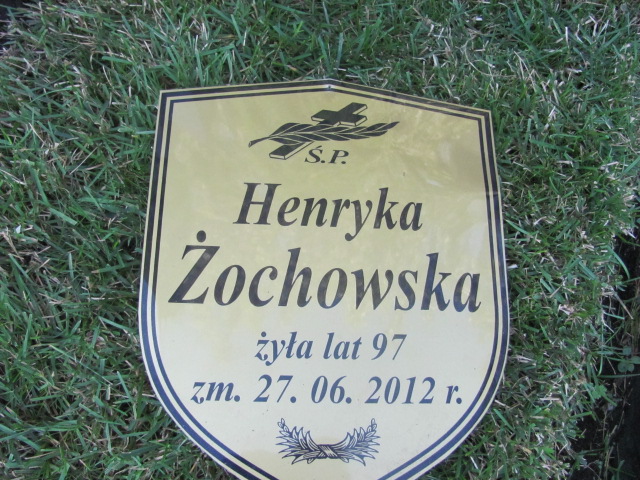 Ś.P.
Henryka
Żochowska
żyła lat 97
zm. 27. 06. 2012 r.